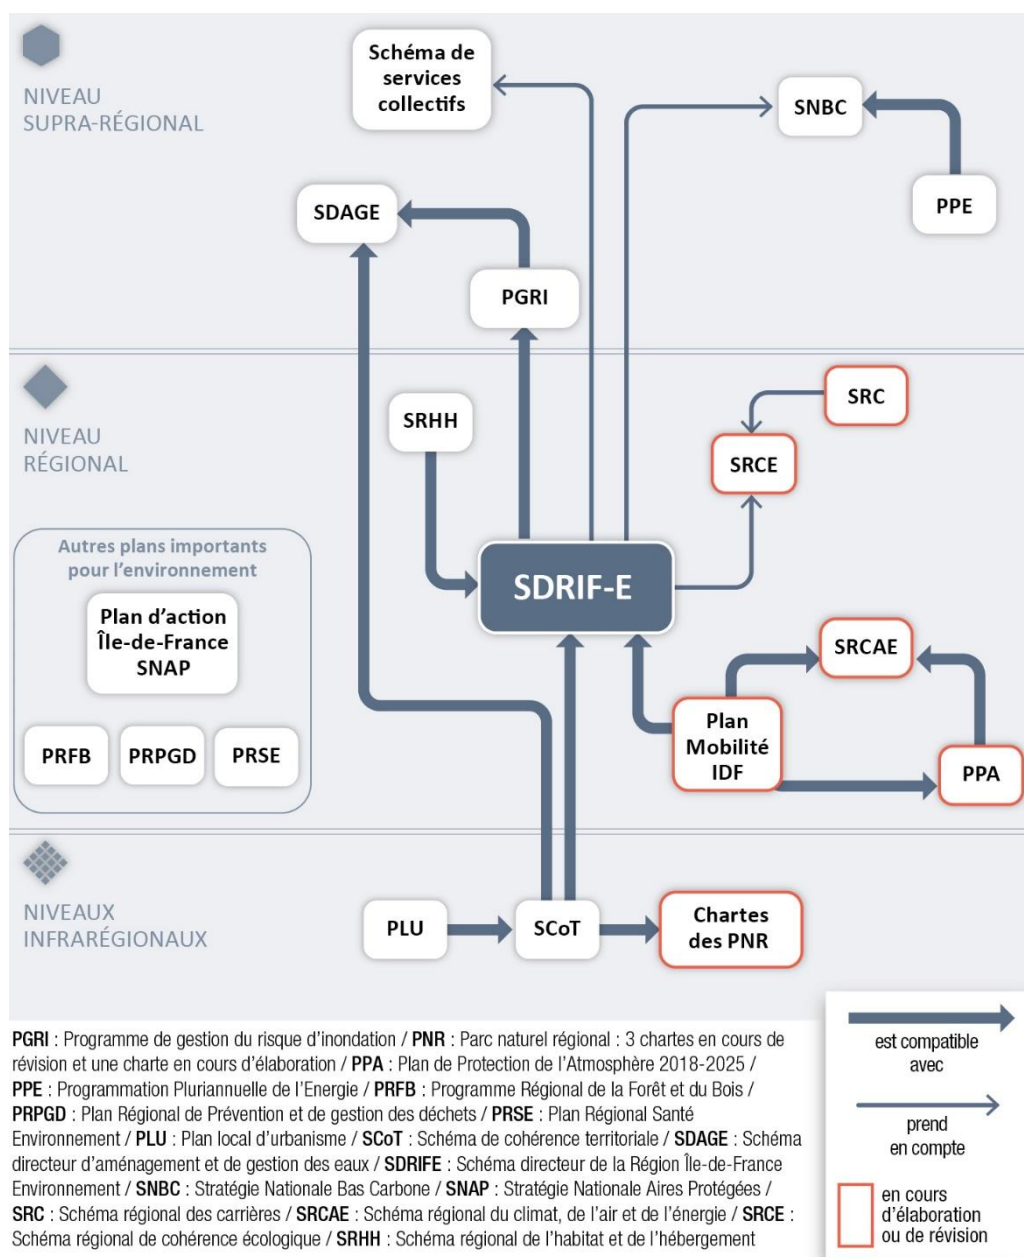 NIVEAU
SUPRA-RÉGIONAL
Schéma de
services
collectifs
SNBC
PPE
SDAGE
PGRI
NIVEAU
RÉGIONAL
SRHH
SRC
SRCE
Autres plans importants
pour l'environnement
Plan d'action
Île-de-France
SNAP
PRFB
PRPGD
PRSE
SDRIF-E
SRCAE
Plan
Mobilité
IDF
PPA
NIVEAUX
INFRARÉGIONAUX
PLU
SCoT
Chartes
des PNR
PGRI : Programme de gestion du risque d'inondation / PNR : Parc naturel régional : 3 chartes en cours de
révision et une charte en cours d'élaboration / PPA : Plan de Protection de l'Atmosphère 2018-2025 /
PPE : Programmation Pluriannuelle de l'Energie / PRFB : Programme Régional de la Forêt et du Bois /
PRPGD : Plan Régional de Prévention et de gestion des déchets / PRSE : Plan Régional Santé
Environnement / PLU : Plan local d'urbanisme / SCoT : Schéma de cohérence territoriale / SDAGE : Schéma
directeur d'aménagement et de gestion des eaux / SDRIFE : Schéma directeur de la Région Île-de-France
Environnement / SNBC : Stratégie Nationale Bas Carbone / SNAP : Stratégie Nationale Aires Protégées /
SRC : Schéma régional des carrières / SRCAE : Schéma régional du climat, de l'air et de l'énergie / SRCE :
Schéma régional de cohérence écologique / SRHH : Schéma régional de l'habitat et de l'hébergement
est compatible
avec
prend
en compte
en cours
d'élaboration
ou de révision